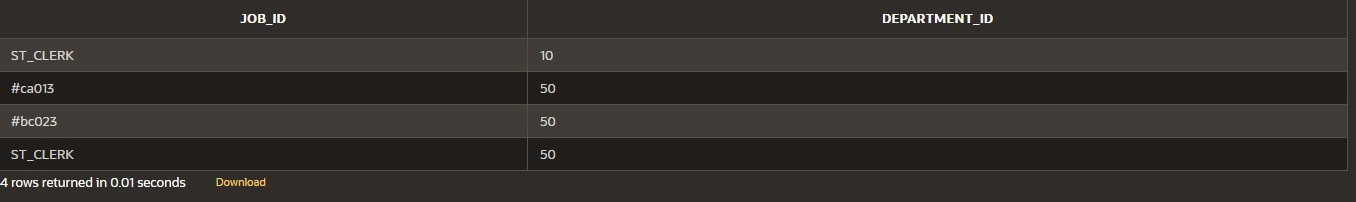 JOB_ID DEPARTMENT_ID
ST_CLERK 10
#ca013 50
#bc023 50
ST_CLERK 50
4 rows returned in 0.01 seconds Download